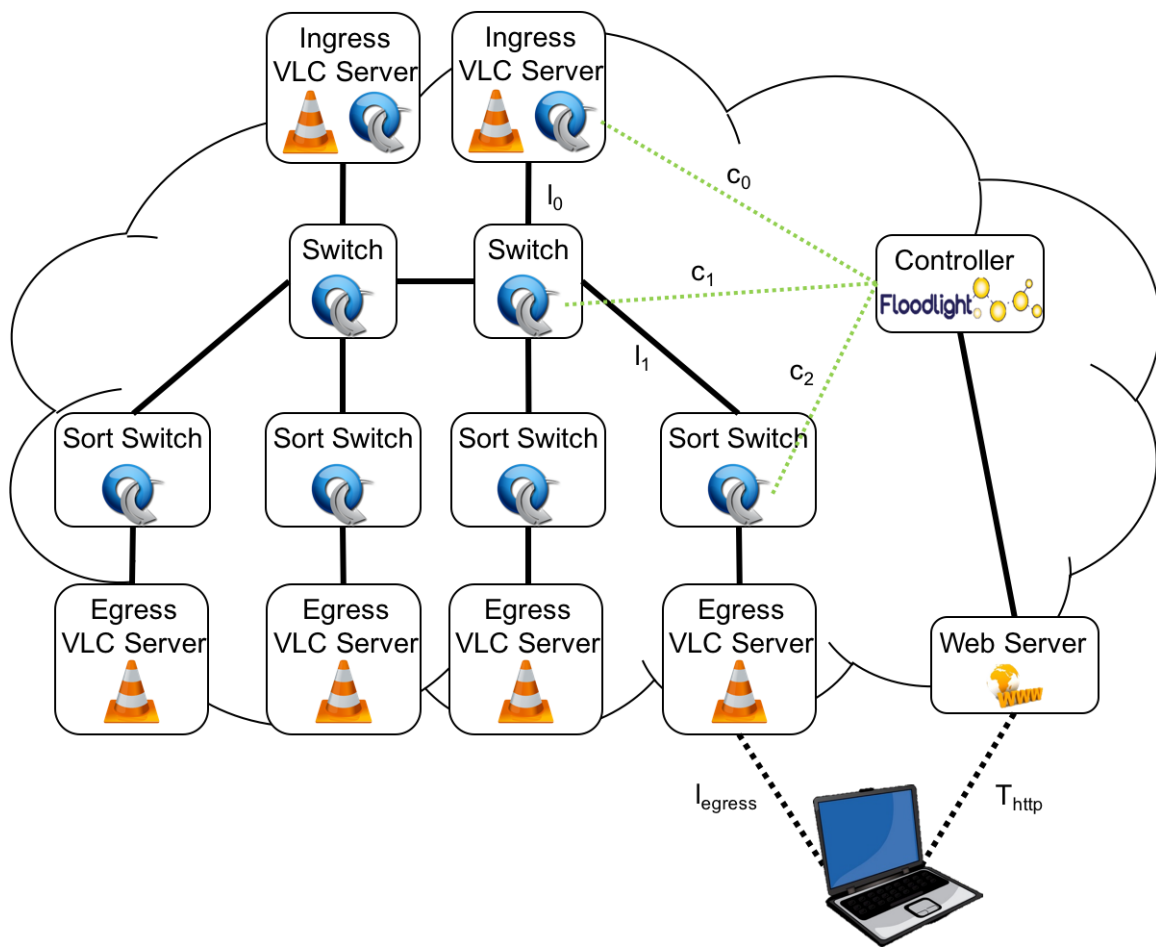 Ingress
VLC Server
Ingress
VLC Server
c0
l0
Switch
Switch
Controller
Floodlight
c1
l1
c2
Sort Switch
Sort Switch
Sort Switch
Sort Switch
Egress
VLC Server
Egress
VLC Server
Egress
VLC Server
Egress
VLC Server
Web Server
WWW
legress
Thttp